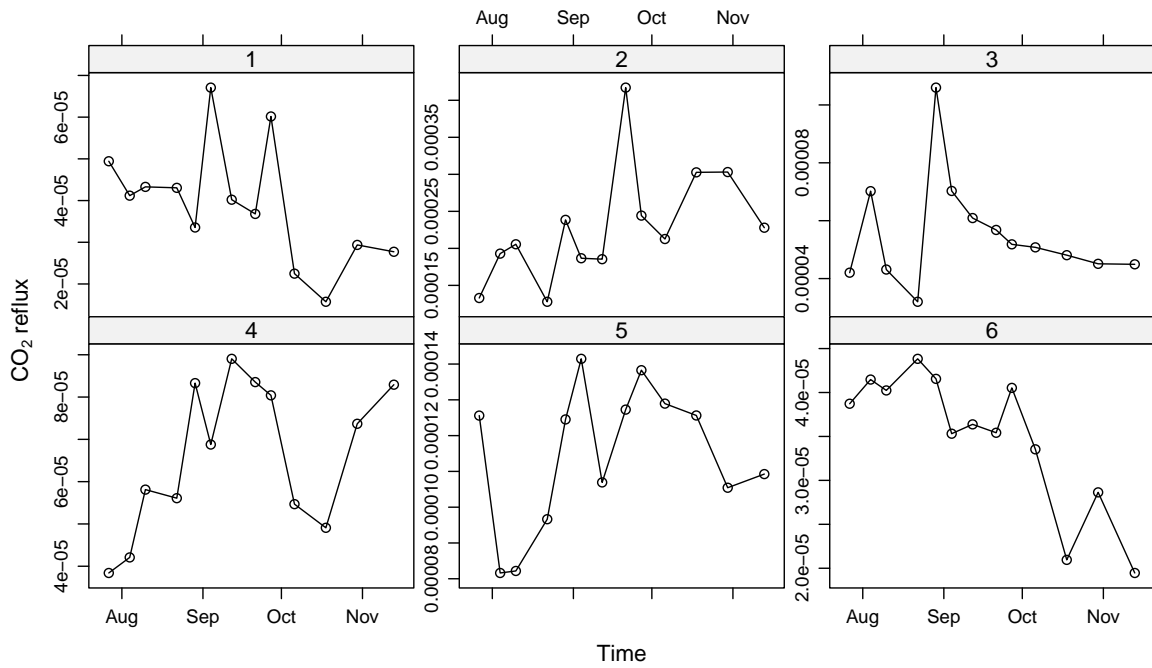 Aug Sep Oct Nov
1 2 3
6e−05
4e−05
2e−05
0.00035
0.00025
0.00015
0.00008
0.00004
CO2 reflux
4 5 6
8e−05
6e−05
4e−05
0.00014
0.00012
0.00010
0.00008
4.0e−05
3.0e−05
2.0e−05
Aug Sep Oct Nov
Aug Sep Oct Nov
Time